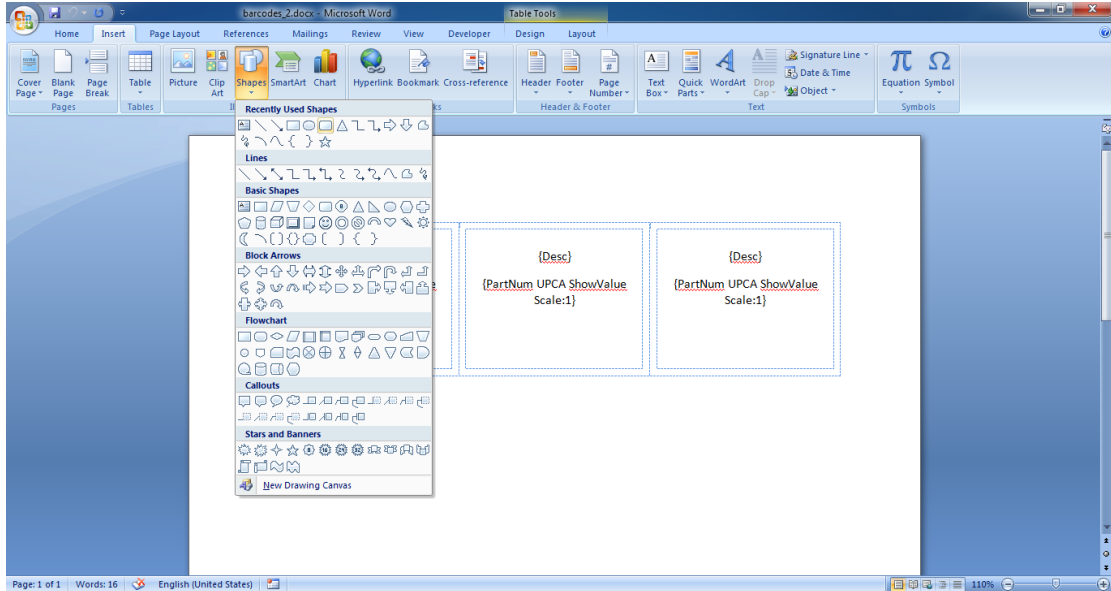 barcodes_2.docx - Microsoft Word
Table Tools
Home Insert Page Layout References Mailings Review View Developer Design Layout
Cover Page
Blank Page
Page Break
Table
Picture
Clip Art
Shapes
SmartArt
Chart
Hyperlink
Bookmark
Cross-reference
Header
Footer
Page Number
Text Box
Quick Parts
WordArt
Drop Cap
Signature Line
Date & Time
Object
Equation
Symbol
Pages
Tables
Header & Footer
Text
Symbols
Recently Used Shapes
Lines
Basic Shapes
Block Arrows
Flowchart
Callouts
Stars and Banners
New Drawing Canvas
{Desc}
{PartNum UPCA ShowValue
Scale:1}
{Desc}
{PartNum UPCA ShowValue
Scale:1}
Page: 1 of 1 Words: 16 English (United States) 110%